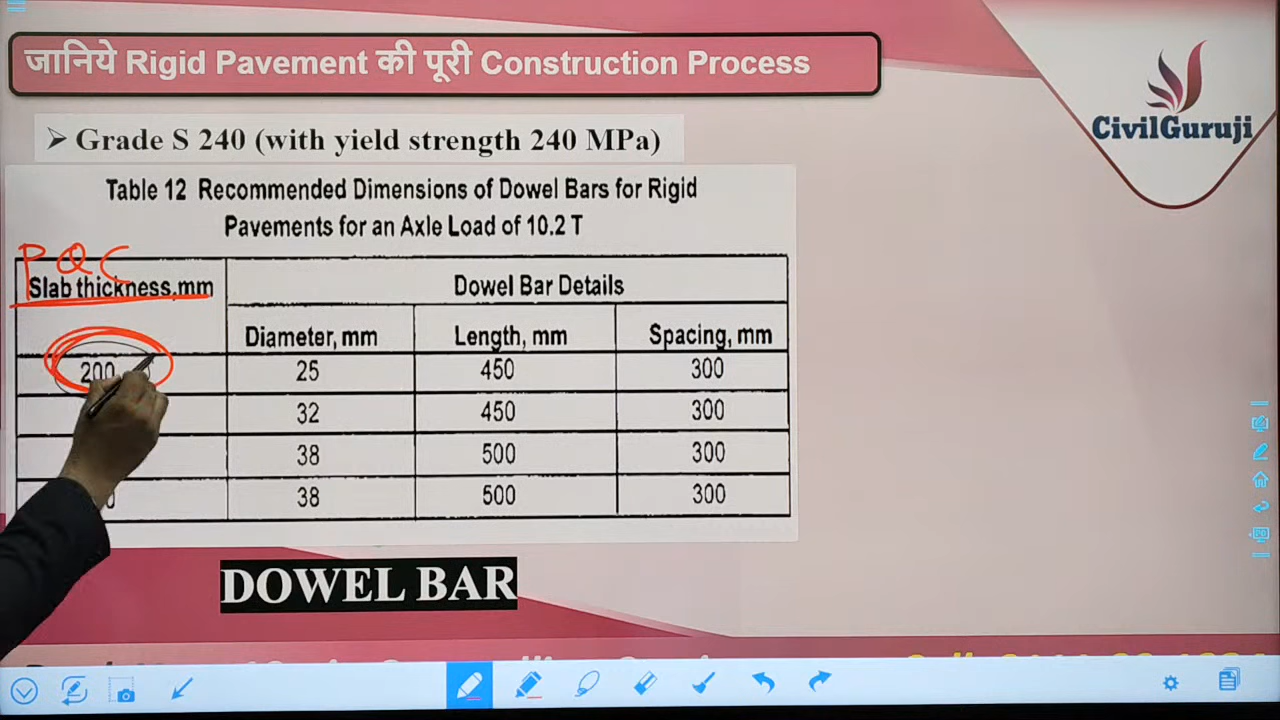 जानिये Rigid Pavement की पूरी Construction Process
CivilGuruji
➤ Grade S 240 (with yield strength 240 MPa)
Table 12 Recommended Dimensions of Dowel Bars for Rigid
Pavements for an Axle Load of 10.2 T
PQC
Slab thickness, mm
Dowel Bar Details
Diameter, mm Length, mm Spacing, mm
200 25 450 300
32 450 300
38 500 300
38 500 300
DOWEL BAR